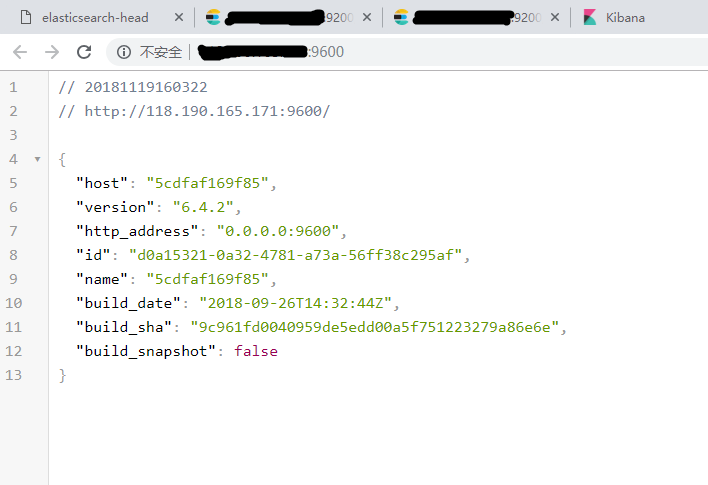 elasticsearch-head
:9200
:9200
Kibana
不安全 :9600
1 // 20181119160322
2 // http://118.190.165.171:9600/
3
4 {
5 "host": "5cdfaf169f85",
6 "version": "6.4.2",
7 "http_address": "0.0.0.0:9600",
8 "id": "d0a15321-0a32-4781-a73a-56ff38c295af",
9 "name": "5cdfaf169f85",
10 "build_date": "2018-09-26T14:32:44Z",
11 "build_sha": "9c961fd0040959de5edd00a5f751223279a86e6e",
12 "build_snapshot": false
13 }